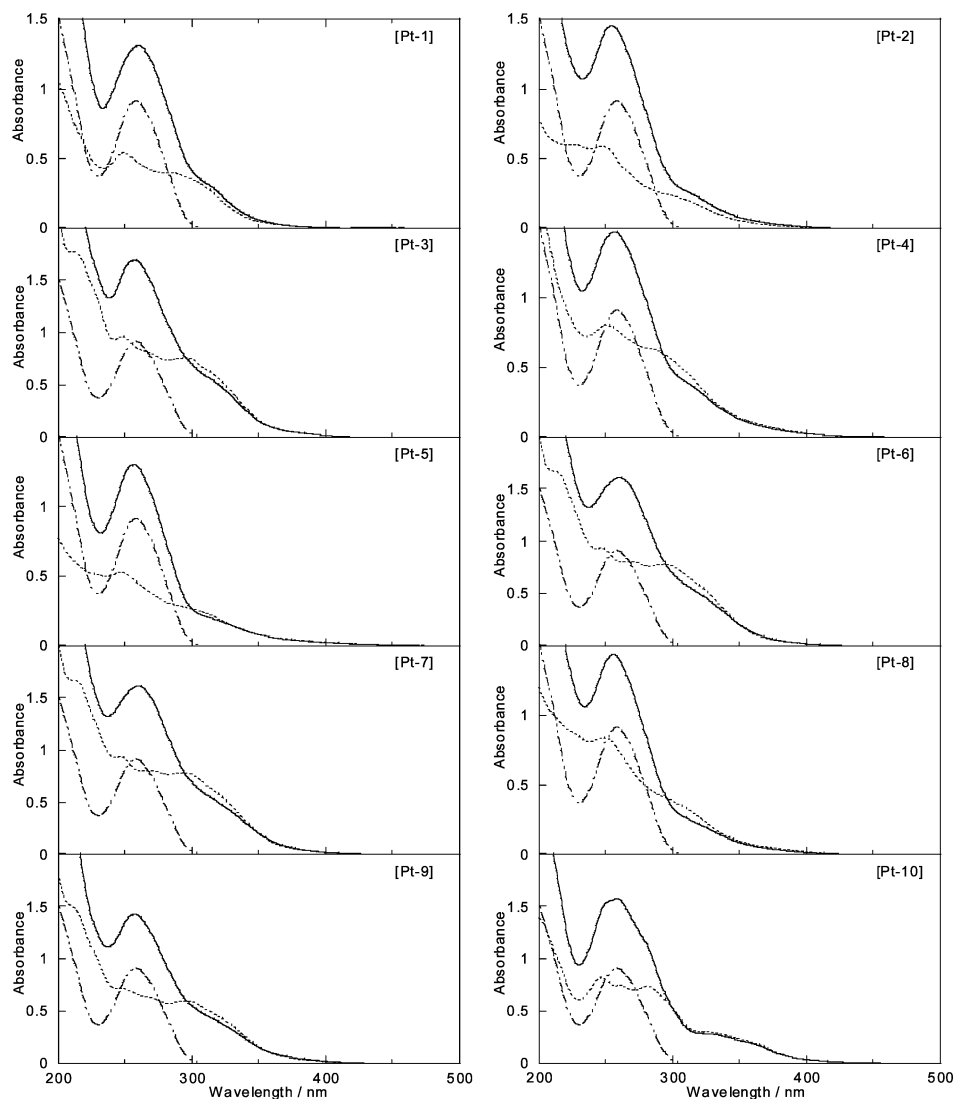 1.5 [Pt-1] 1.5 [Pt-2]
1 1
Absorbance Absorbance
0.5 0.5
0 0
[Pt-3] [Pt-4]
1.5
1
Absorbance Absorbance
1
0.5 0.5
0 0
[Pt-5] [Pt-6]
1.5
1
Absorbance Absorbance
1
0.5 0.5
0 0
[Pt-7] [Pt-8]
1.5
1
Absorbance Absorbance
1
0.5 0.5
0 0
[Pt-9] [Pt-10]
1.5 1.5
Absorbance Absorbance
1 1
0.5 0.5
0 0
200 300 400 500 200 300 400 500
Wavelength / nm Wavelength / nm